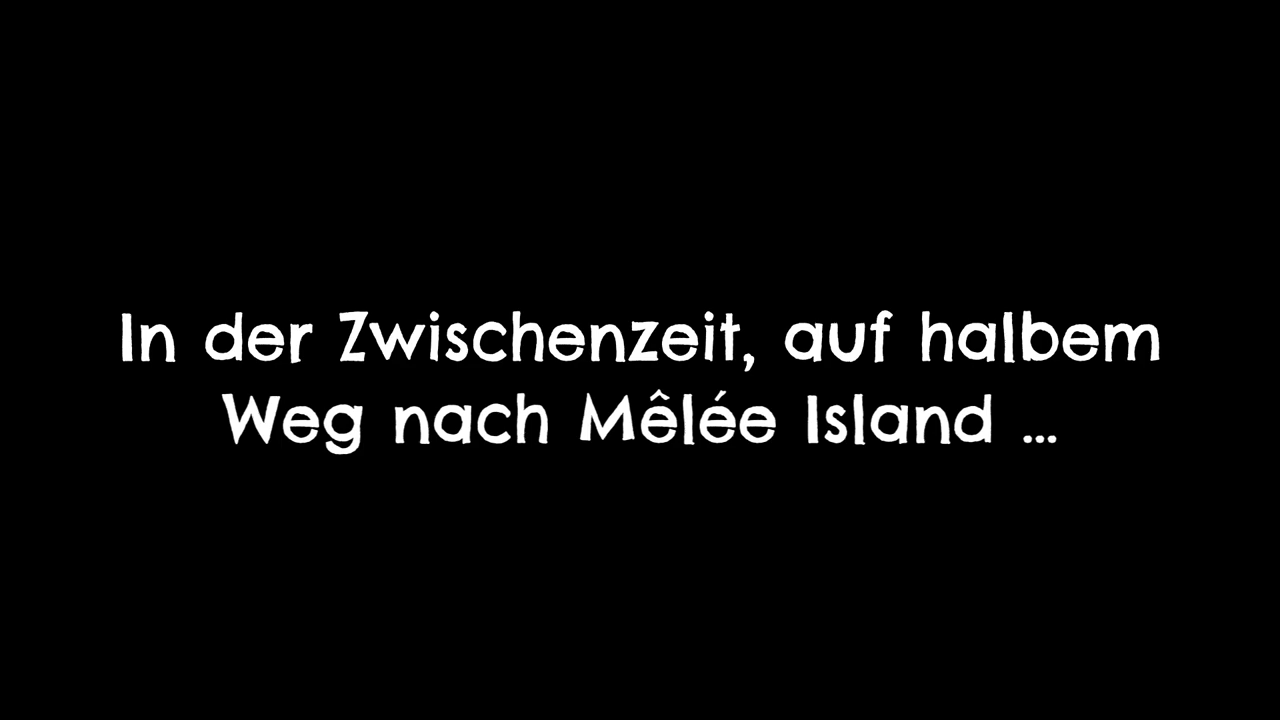 In der Zwischenzeit, auf halbem
Weg nach Mêlée Island ...